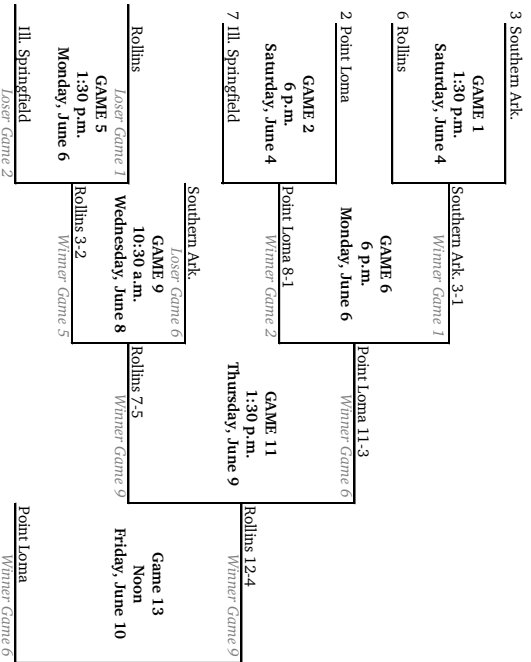 3 Southern Ark.
GAME 1
1:30 p.m.
Saturday, June 4
6 Rollins
2 Point Loma
GAME 2
6 p.m.
Saturday, June 4
7 Ill. Springfield
Rollins
Loser Game 1
GAME 5
1:30 p.m.
Monday, June 6
Ill. Springfield
Loser Game 2
Southern Ark. 3-1
Winner Game 1
GAME 6
6 p.m.
Monday, June 6
Point Loma 8-1
Winner Game 2
Southern Ark.
Loser Game 6
GAME 9
10:30 a.m.
Wednesday, June 8
Rollins 3-2
Winner Game 5
Point Loma 11-3
Winner Game 6
GAME 11
1:30 p.m.
Thursday, June 9
Rollins 7-5
Winner Game 9
Rollins 12-4
Winner Game 9
Game 13
Noon
Friday, June 10
Point Loma
Winner Game 6